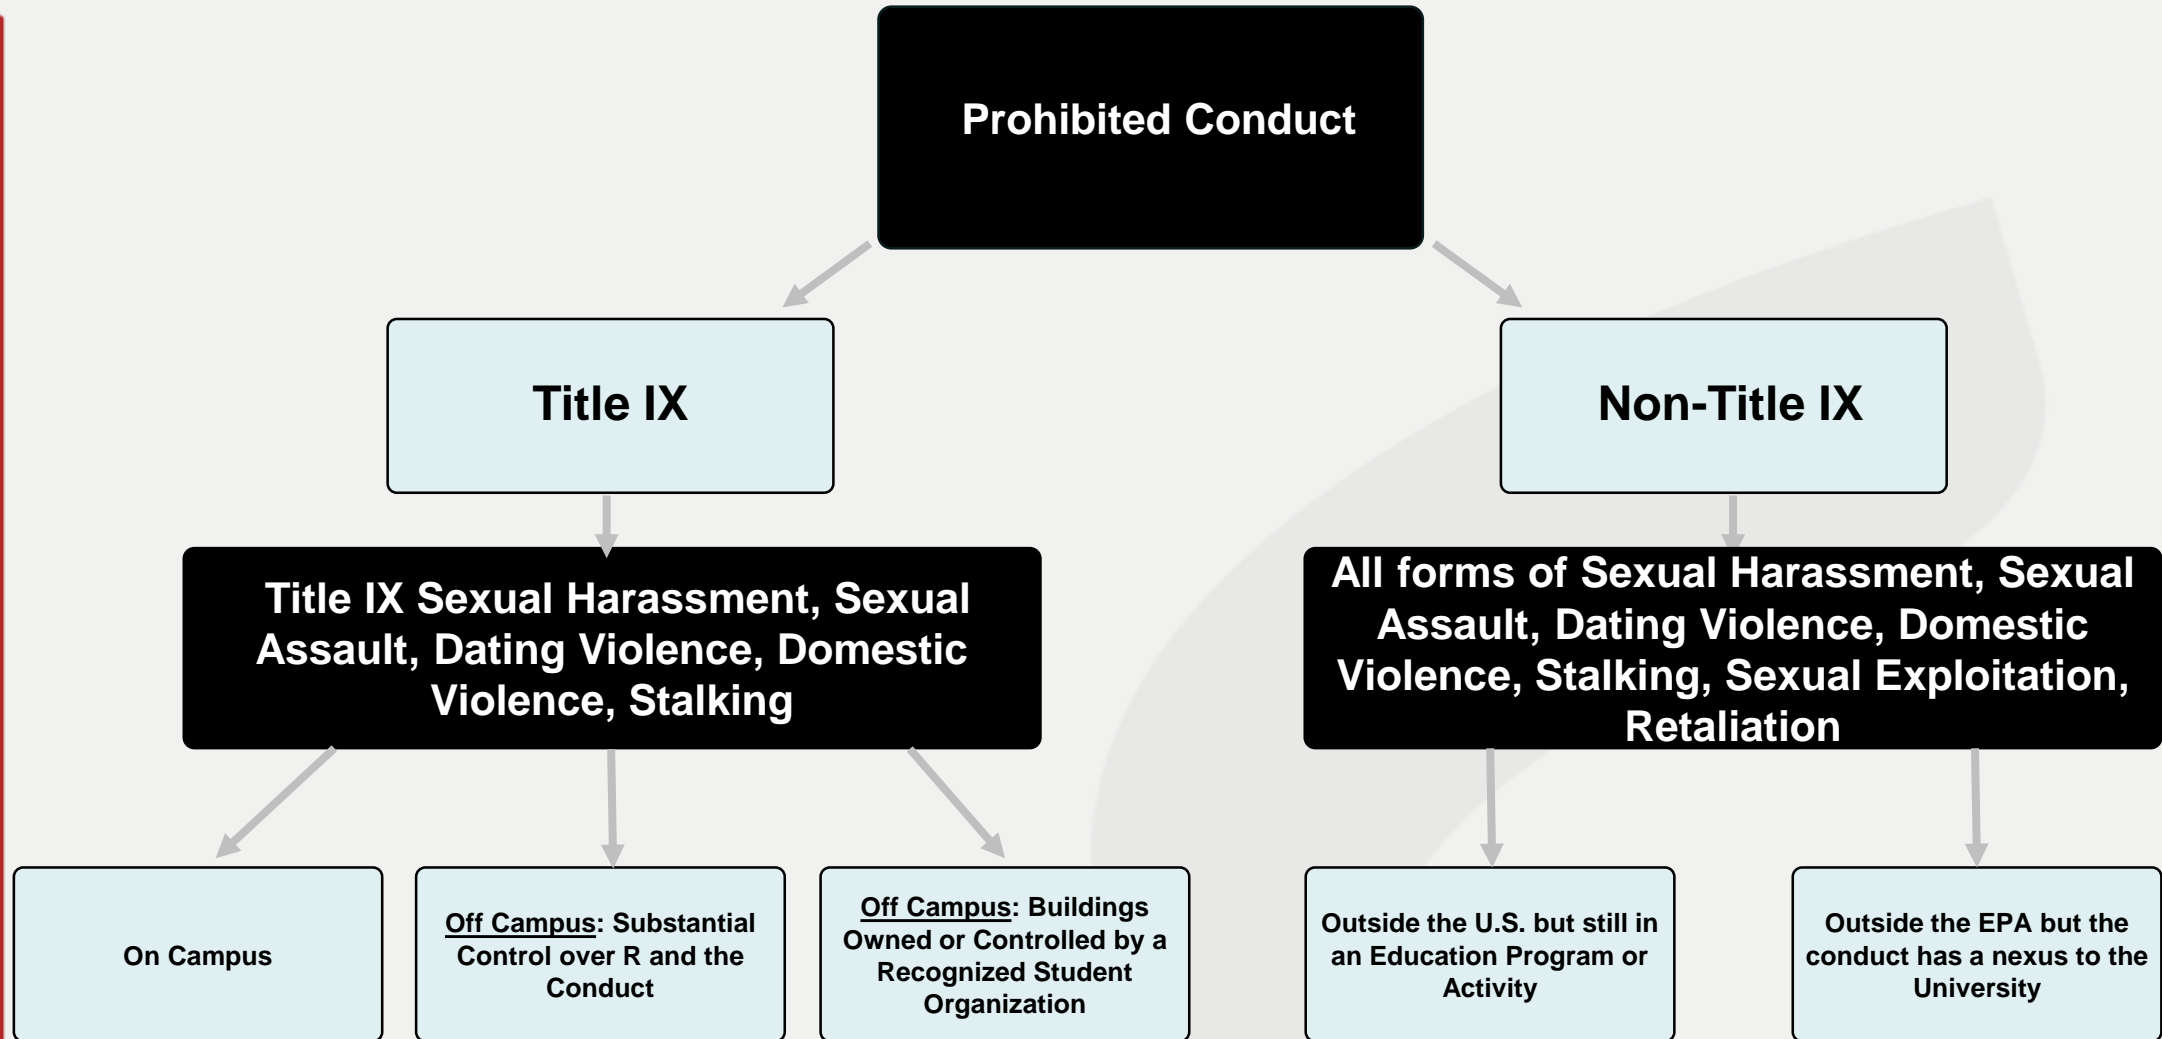 Prohibited Conduct
Title IX
Non-Title IX
Title IX Sexual Harassment, Sexual
Assault, Dating Violence, Domestic
Violence, Stalking
All forms of Sexual Harassment, Sexual
Assault, Dating Violence, Domestic
Violence, Stalking, Sexual Exploitation,
Retaliation
On Campus
Off Campus: Substantial
Control over R and the
Conduct
Off Campus: Buildings
Owned or Controlled by a
Recognized Student
Organization
Outside the U.S. but still in
an Education Program or
Activity
Outside the EPA but the
conduct has a nexus to the
University